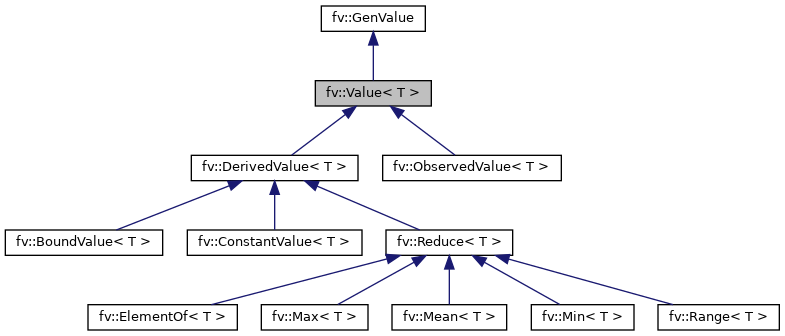 fv::GenValue
fv::Value< T >
fv::DerivedValue< T >
fv::ObservedValue< T >
fv::BoundValue< T >
fv::ConstantValue< T >
fv::Reduce< T >
fv::ElementOf< T >
fv::Max< T >
fv::Mean< T >
fv::Min< T >
fv::Range< T >